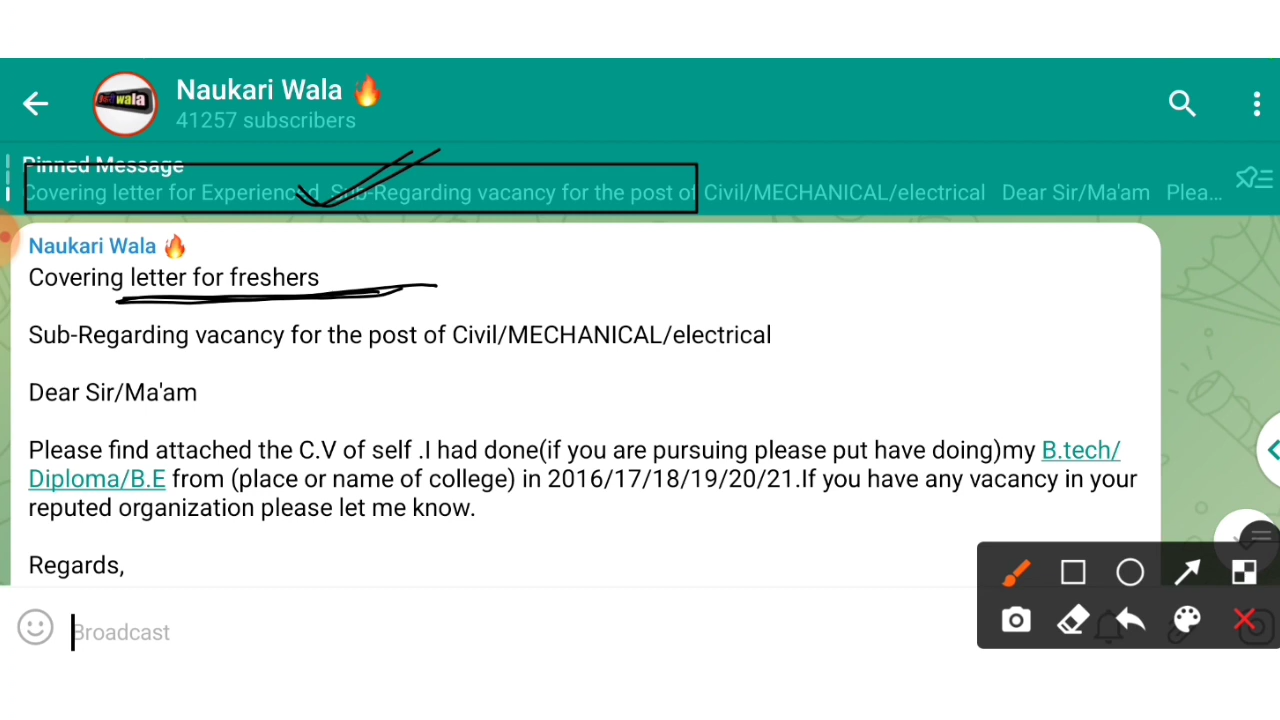 Naukari Wala 🔥
41257 subscribers
Pinned Message
Covering letter for Experienced Sub-Regarding vacancy for the post of Civil/MECHANICAL/electrical Dear Sir/Ma'am Plea...
Naukari Wala 🔥
Covering letter for freshers
Sub-Regarding vacancy for the post of Civil/MECHANICAL/electrical
Dear Sir/Ma'am
Please find attached the C.V of self .I had done(if you are pursuing please put have doing)my B.tech/
Diploma/B.E from (place or name of college) in 2016/17/18/19/20/21.If you have any vacancy in your
reputed organization please let me know.
Regards,
Broadcast